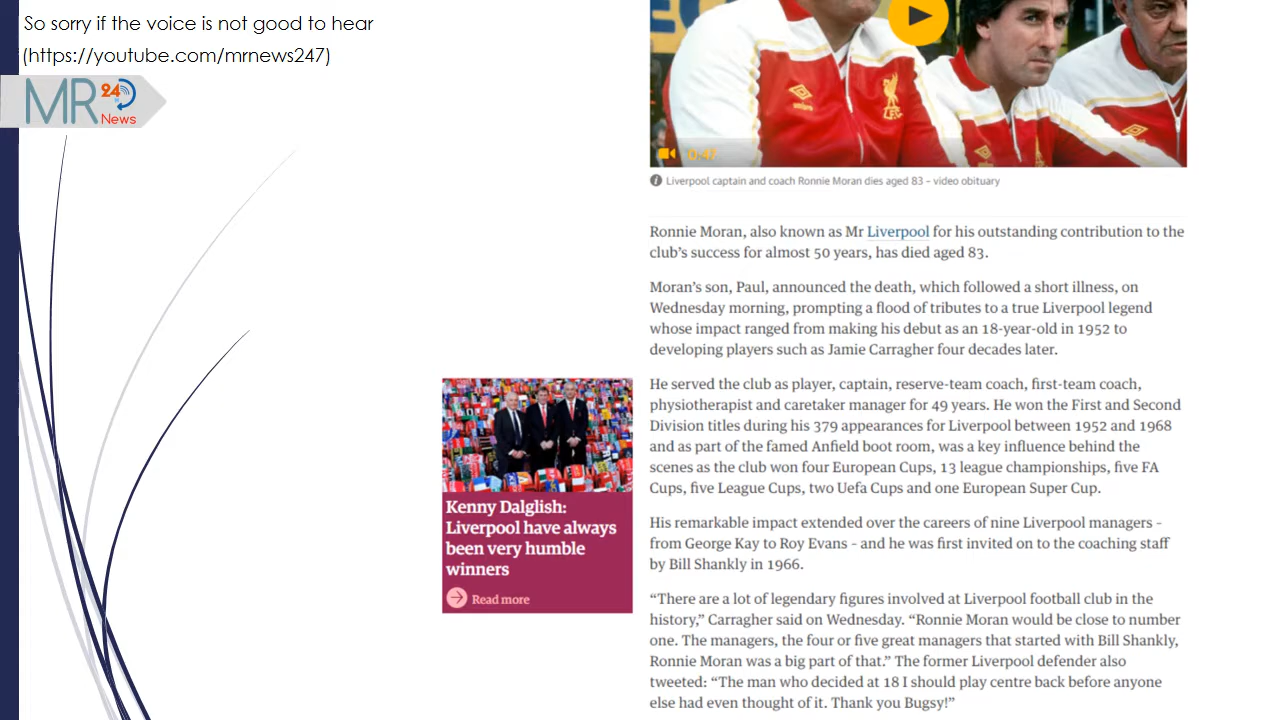 So sorry if the voice is not good to hear
(https://youtube.com/mrnews247)
MR 24 News
0:47
Liverpool captain and coach Ronnie Moran dies aged 83 – video obituary
Ronnie Moran, also known as Mr Liverpool for his outstanding contribution to the
club’s success for almost 50 years, has died aged 83.
Moran’s son, Paul, announced the death, which followed a short illness, on
Wednesday morning, prompting a flood of tributes to a true Liverpool legend
whose impact ranged from making his debut as an 18-year-old in 1952 to
developing players such as Jamie Carragher four decades later.
He served the club as player, captain, reserve-team coach, first-team coach,
physiotherapist and caretaker manager for 49 years. He won the First and Second
Division titles during his 379 appearances for Liverpool between 1952 and 1968
and as part of the famed Anfield boot room, was a key influence behind the
scenes as the club won four European Cups, 13 league championships, five FA
Cups, five League Cups, two Uefa Cups and one European Super Cup.
Kenny Dalglish:
Liverpool have always
been very humble
winners
Read more
His remarkable impact extended over the careers of nine Liverpool managers –
from George Kay to Roy Evans – and he was first invited on to the coaching staff
by Bill Shankly in 1966.
“There are a lot of legendary figures involved at Liverpool football club in the
history,” Carragher said on Wednesday. “Ronnie Moran would be close to number
one. The managers, the four or five great managers that started with Bill Shankly,
Ronnie Moran was a big part of that.” The former Liverpool defender also
tweeted: “The man who decided at 18 I should play centre back before anyone
else had even thought of it. Thank you Bugsy!”